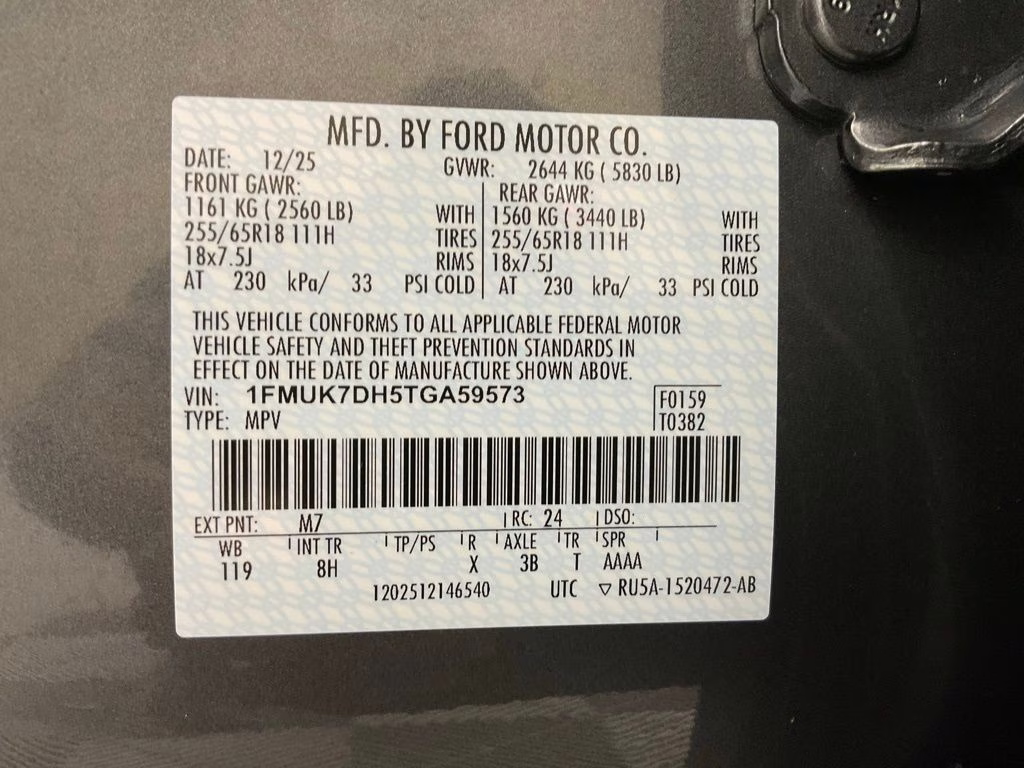 MFD. BY FORD MOTOR CO.
DATE: 12/25 GVWR: 2644 KG ( 5830 LB)
FRONT GAWR: REAR GAWR:
1161 KG ( 2560 LB) WITH 1560 KG ( 3440 LB) WITH
255/65R18 111H TIRES 255/65R18 111H TIRES
18x7.5J RIMS 18x7.5J RIMS
AT 230 kPa/ 33 PSI COLD AT 230 kPa/ 33 PSI COLD
THIS VEHICLE CONFORMS TO ALL APPLICABLE FEDERAL MOTOR
VEHICLE SAFETY AND THEFT PREVENTION STANDARDS IN
EFFECT ON THE DATE OF MANUFACTURE SHOWN ABOVE.
VIN: 1FMUK7DH5TGA59573 F0159
TYPE: MPV T0382
EXT PNT: M7 RC: 24 DSO:
WB INT TR TP/PS R AXLE TR SPR
119 8H X 3B T AAAA
1202512146540 UTC ▽ RU5A-1520472-AB